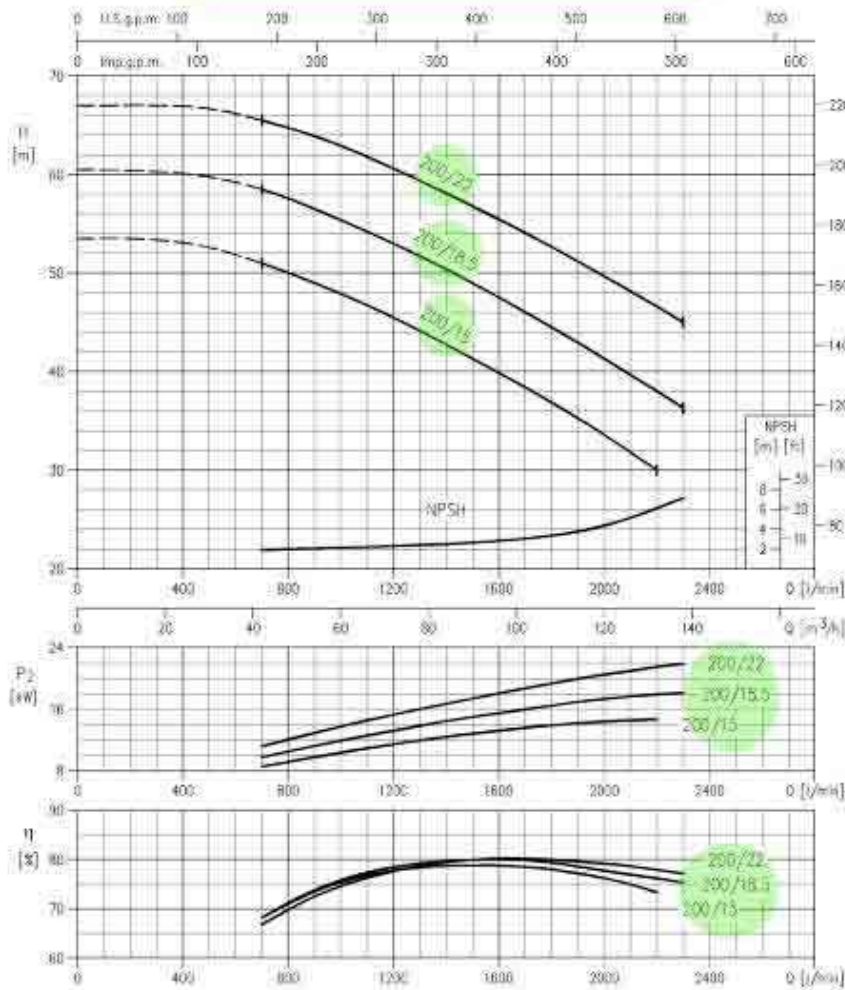 0 U.S.g.p.m. 100 200 300 400 500 600 700
0 Imp.g.p.m. 100 200 300 400 500 600
70 60 50 40 30 20
H
[m]
220 200 180 160 140 120 100 80
200/22
200/18.5
200/15
NPSH
NPSH
[m] [ft]
8 6 4 2
30 20 10
0 400 800 1200 1600 2000 2400 Q [l/min]
0 20 40 60 80 100 120 140 Q [m³/h]
P2
[kW]
24 16 8
200/22
200/18.5
200/15
0 400 800 1200 1600 2000 2400 Q [l/min]
η
[%]
90 80 70 60
200/22
200/18.5
200/15
0 400 800 1200 1600 2000 2400 Q [l/min]